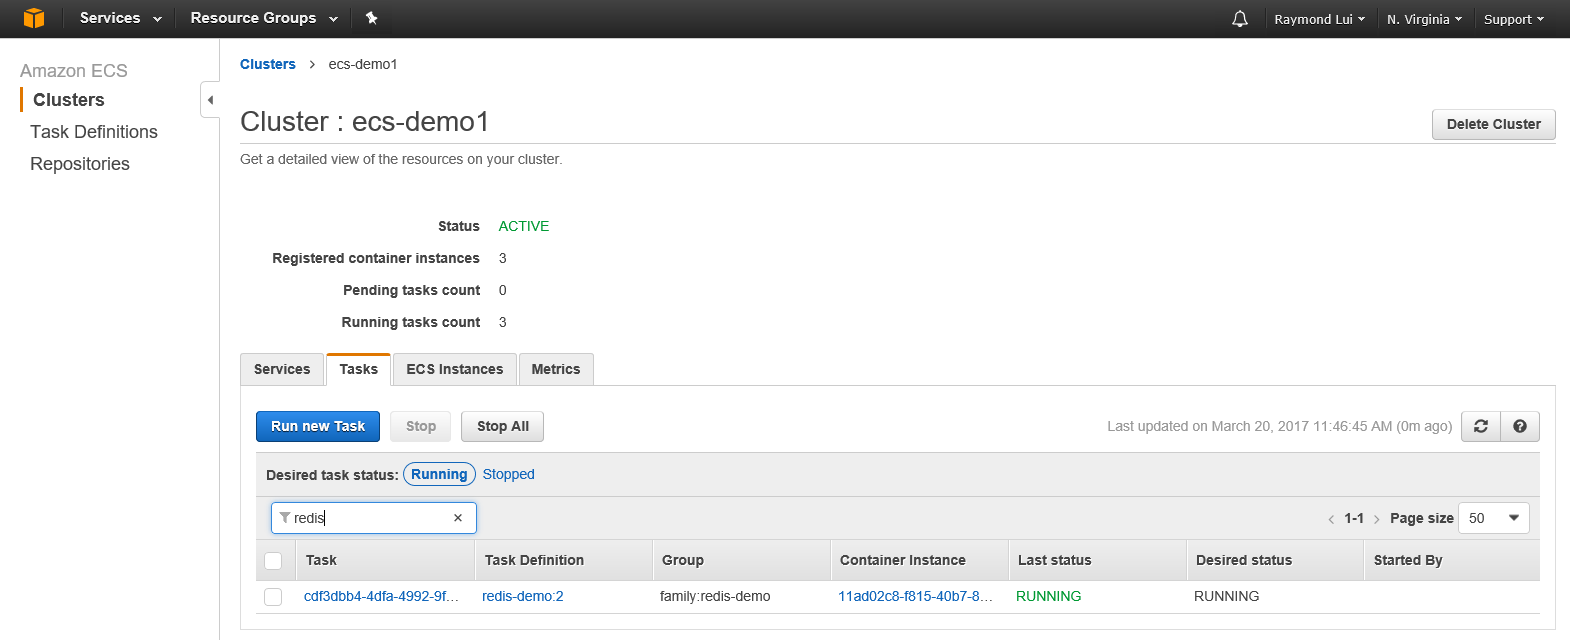 Services Resource Groups Raymond Lui N. Virginia Support
Amazon ECS
Clusters
Task Definitions
Repositories
Clusters > ecs-demo1
Cluster : ecs-demo1
Delete Cluster
Get a detailed view of the resources on your cluster.
Status ACTIVE
Registered container instances 3
Pending tasks count 0
Running tasks count 3
Services Tasks ECS Instances Metrics
Run new Task Stop Stop All Last updated on March 20, 2017 11:46:45 AM (0m ago)
Desired task status: Running Stopped
redis × < 1-1 > Page size 50
Task Task Definition Group Container Instance Last status Desired status Started By
cdf3dbb4-4dfa-4992-9f... redis-demo:2 family:redis-demo 11ad02c8-f815-40b7-8... RUNNING RUNNING